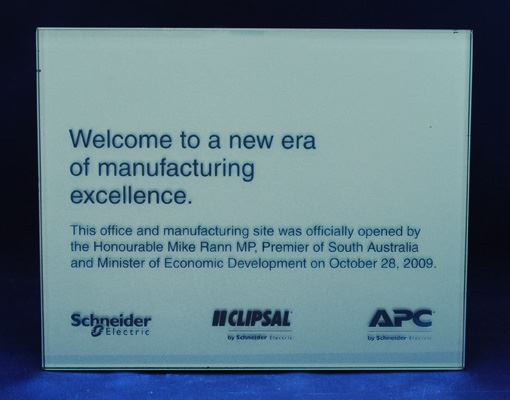 Welcome to a new era
of manufacturing
excellence.
This office and manufacturing site was officially opened by
the Honourable Mike Rann MP, Premier of South Australia
and Minister of Economic Development on October 28, 2009.
Schneider Electric CLIPSAL by Schneider Electric APC by Schneider Electric